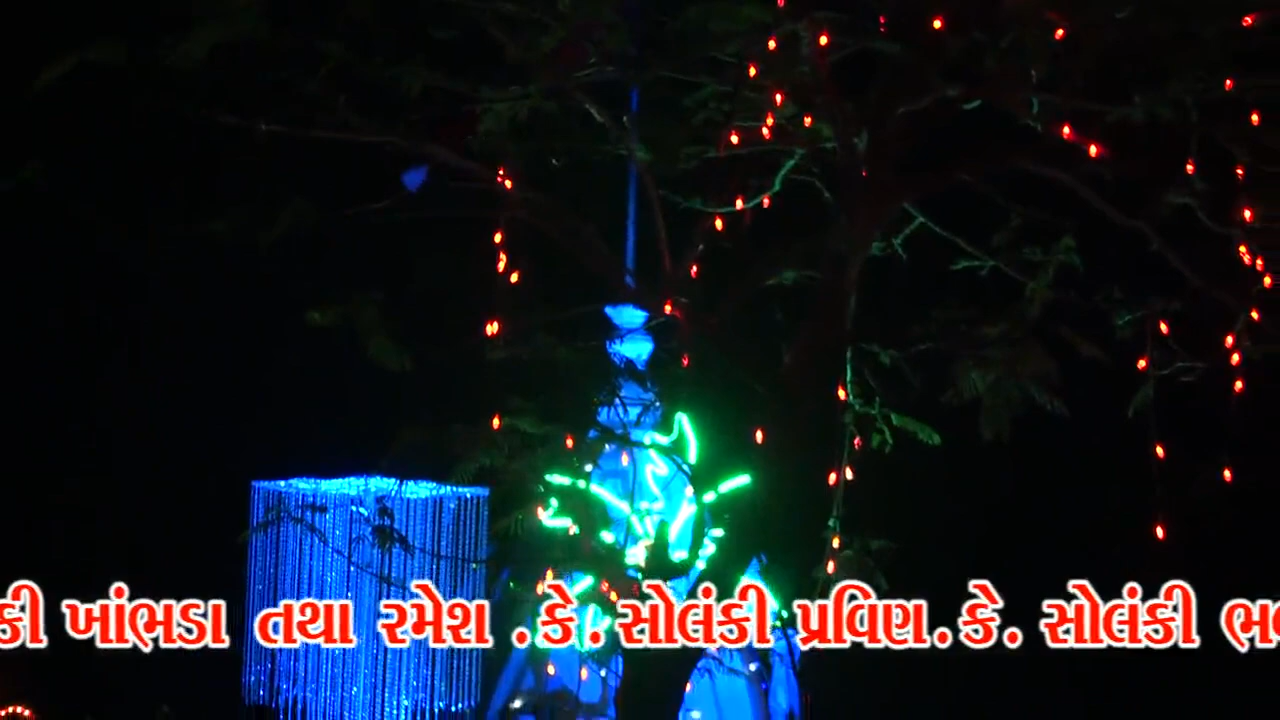 કી ખાંભડા તથા રમેશ .કે. સોલંકી પ્રવિણ.કે. સોલંકી ભ